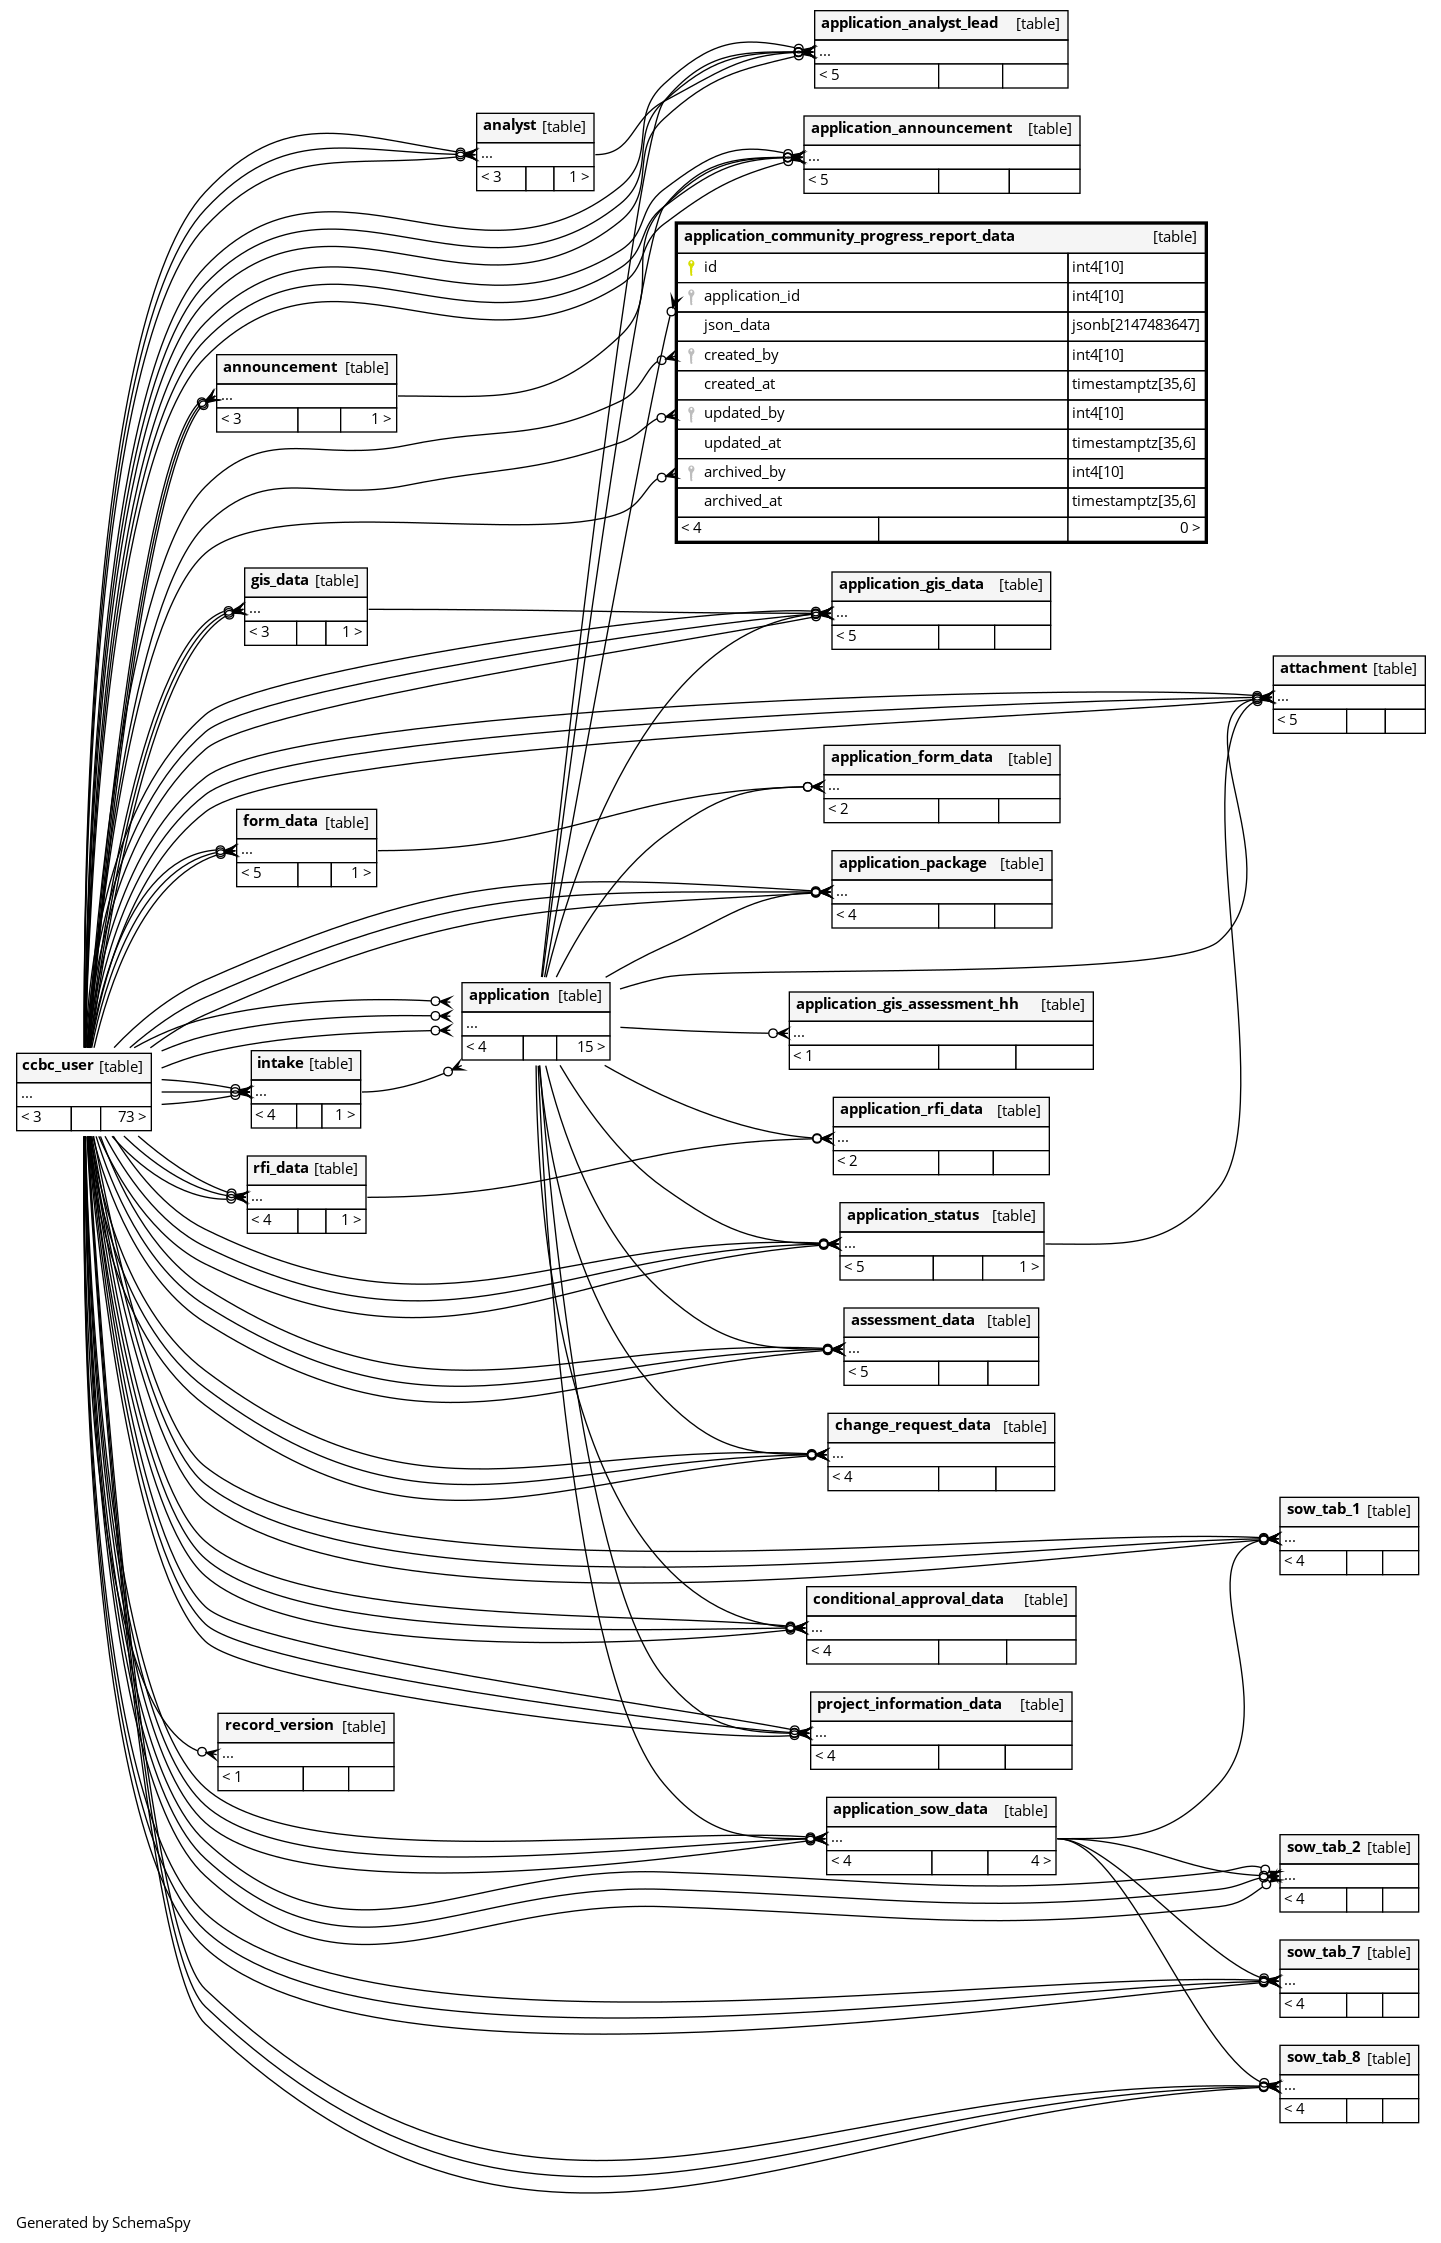 application_analyst_lead [table]
...
< 5
analyst [table]
...
< 3 1 >
application_announcement [table]
...
< 5
application_community_progress_report_data [table]
id int4[10]
application_id int4[10]
json_data jsonb[2147483647]
created_by int4[10]
created_at timestamptz[35,6]
updated_by int4[10]
updated_at timestamptz[35,6]
archived_by int4[10]
archived_at timestamptz[35,6]
< 4 0 >
announcement [table]
...
< 3 1 >
gis_data [table]
...
< 3 1 >
application_gis_data [table]
...
< 5
attachment [table]
...
< 5
application_form_data [table]
...
< 2
form_data [table]
...
< 5 1 >
application_package [table]
...
< 4
application [table]
...
< 4 15 >
application_gis_assessment_hh [table]
...
< 1
ccbc_user [table]
...
< 3 73 >
intake [table]
...
< 4 1 >
application_rfi_data [table]
...
< 2
rfi_data [table]
...
< 4 1 >
application_status [table]
...
< 5 1 >
assessment_data [table]
...
< 5
change_request_data [table]
...
< 4
sow_tab_1 [table]
...
< 4
conditional_approval_data [table]
...
< 4
project_information_data [table]
...
< 4
record_version [table]
...
< 1
application_sow_data [table]
...
< 4 4 >
sow_tab_2 [table]
...
< 4
sow_tab_7 [table]
...
< 4
sow_tab_8 [table]
...
< 4
Generated by SchemaSpy